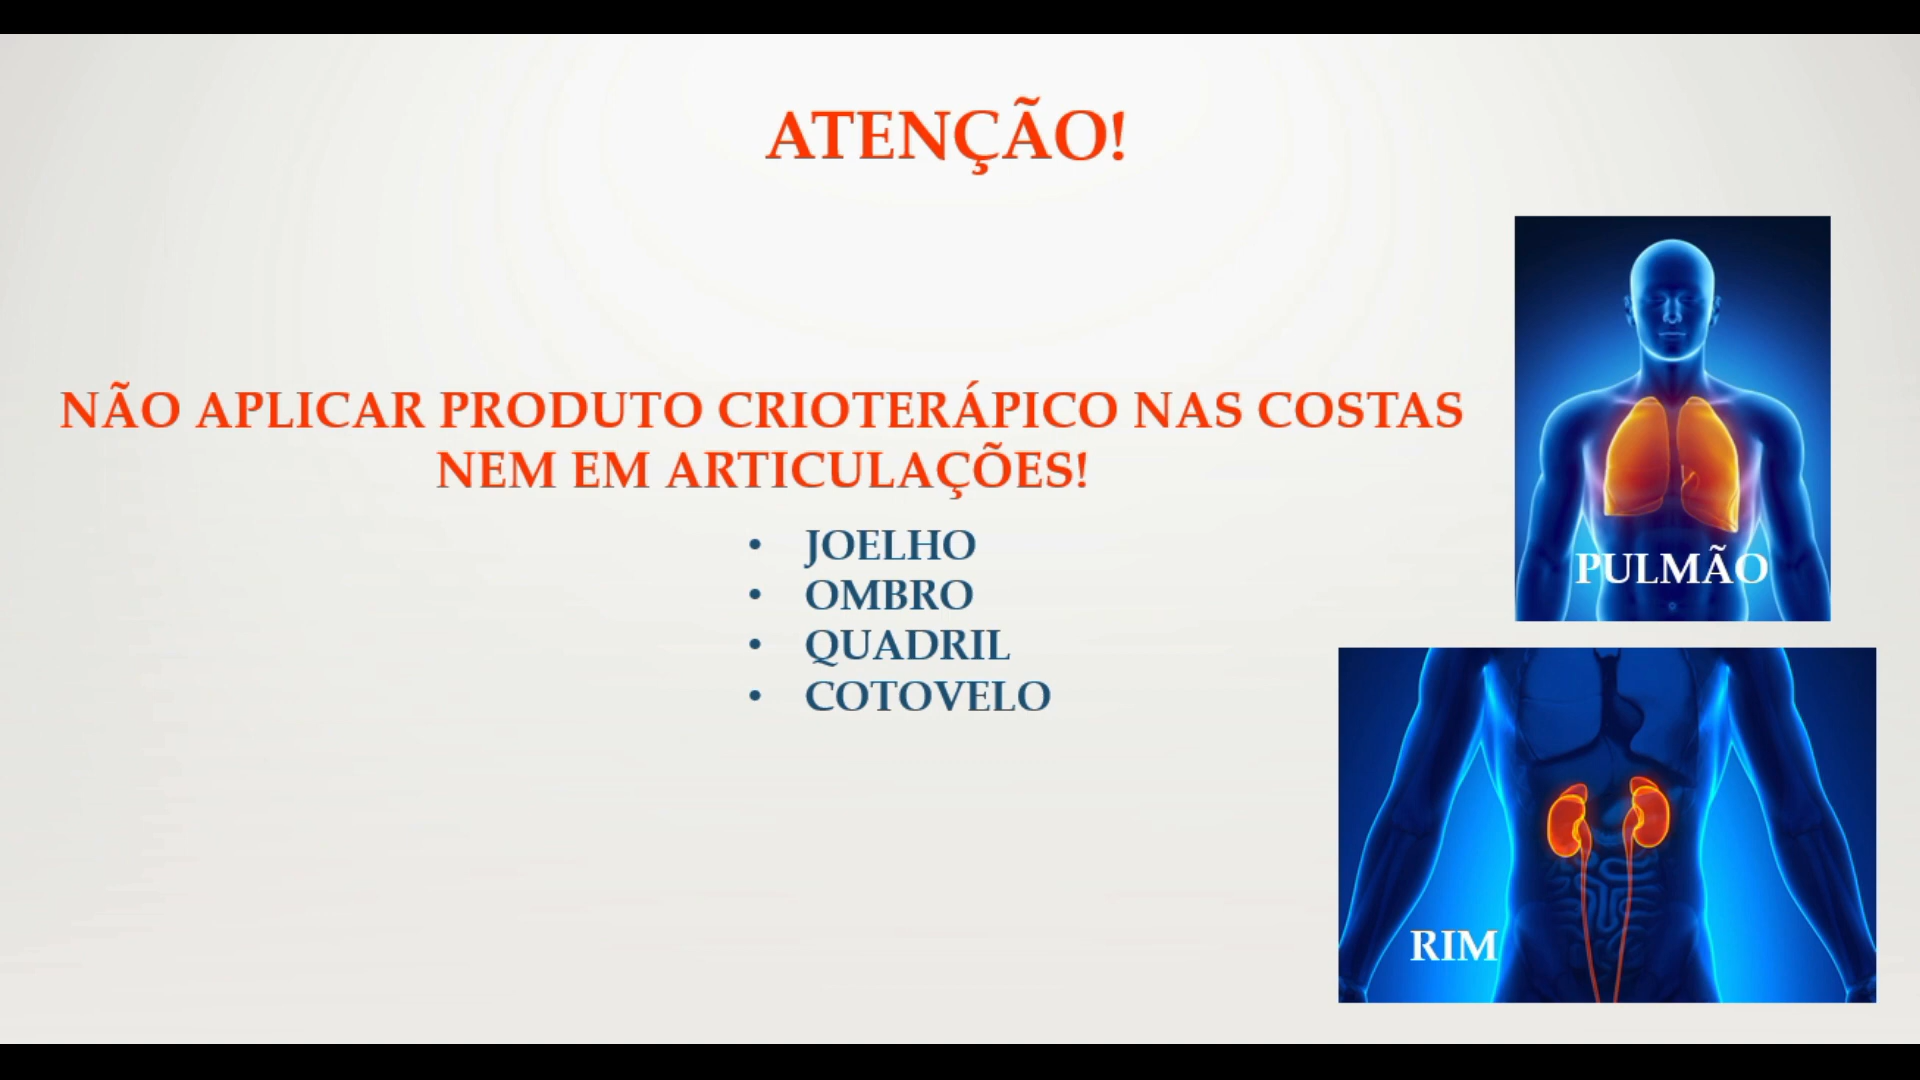 ATENÇÃO!
NÃO APLICAR PRODUTO CRIOTERÁPICO NAS COSTAS
NEM EM ARTICULAÇÕES!
• JOELHO
• OMBRO
• QUADRIL
• COTOVELO
PULMÃO
RIM